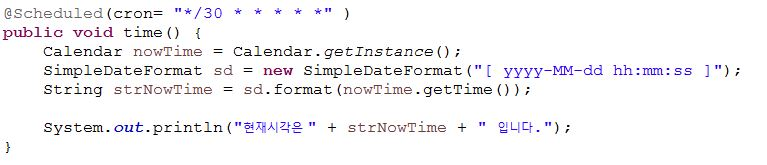 @Scheduled(cron= "*/30 * * * * *" )
public void time() {
    Calendar nowTime = Calendar.getInstance();
    SimpleDateFormat sd = new SimpleDateFormat("[ yyyy-MM-dd hh:mm:ss ]");
    String strNowTime = sd.format(nowTime.getTime());
    System.out.println("현재시각은 " + strNowTime + " 입니다.");
}